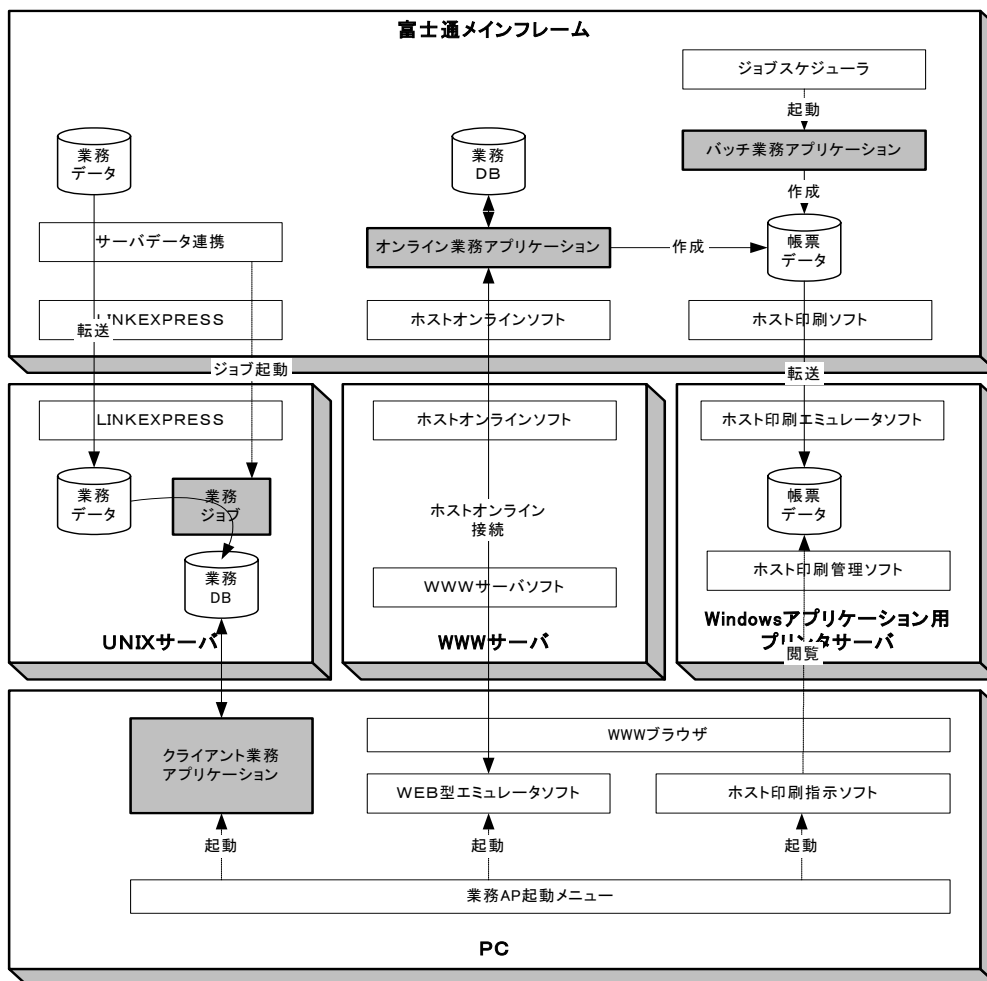 富士通メインフレーム
ジョブスケジューラ
起動
業務
データ
業務
DB
バッチ業務アプリケーション
作成
サーバデータ連携
オンライン業務アプリケーション
作成
帳票
データ
LINKEXPRESS
転送
ホストオンラインソフト
ホスト印刷ソフト
ジョブ起動
転送
LINKEXPRESS
ホストオンラインソフト
ホスト印刷エミュレータソフト
業務
データ
業務
ジョブ
ホストオンライン
接続
帳票
データ
業務
DB
WWWサーバソフト
ホスト印刷管理ソフト
UNIXサーバ
WWWサーバ
Windowsアプリケーション用
プリンタサーバ
閲覧
クライアント業務
アプリケーション
WWWブラウザ
WEB型エミュレータソフト
ホスト印刷指示ソフト
起動
起動
起動
業務AP起動メニュー
PC